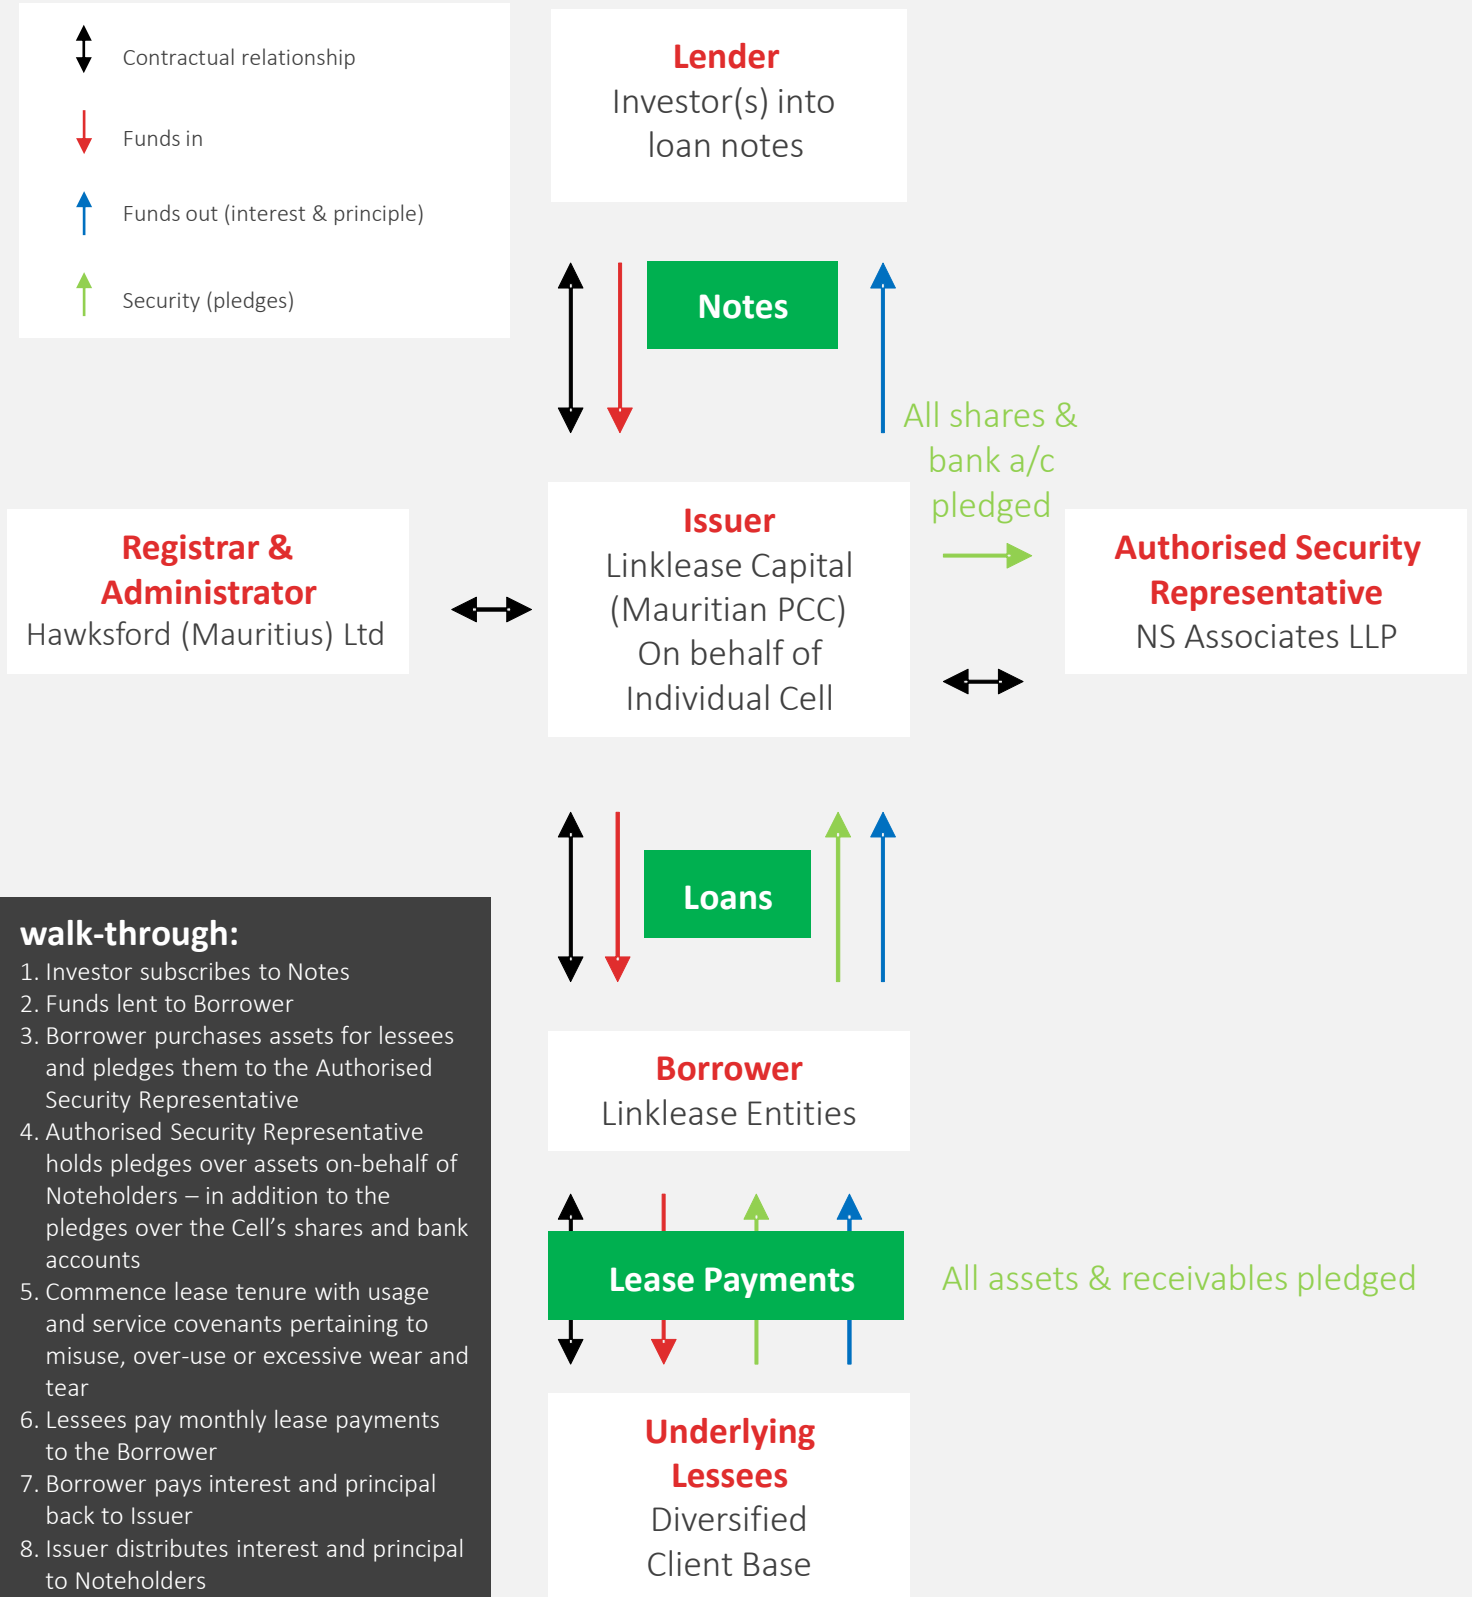 Contractual relationship
Funds in
Funds out (interest & principle)
Security (pledges)
Lender
Investor(s) into
loan notes
Notes
All shares &
bank a/c
pledged
Registrar &
Administrator
Hawksford (Mauritius) Ltd
Issuer
Linklease Capital
(Mauritian PCC)
On behalf of
Individual Cell
Authorised Security
Representative
NS Associates LLP
Loans
Borrower
Linklease Entities
Lease Payments
All assets & receivables pledged
Underlying
Lessees
Diversified
Client Base
walk-through:
1. Investor subscribes to Notes
2. Funds lent to Borrower
3. Borrower purchases assets for lessees
and pledges them to the Authorised
Security Representative
4. Authorised Security Representative
holds pledges over assets on-behalf of
Noteholders – in addition to the
pledges over the Cell’s shares and bank
accounts
5. Commence lease tenure with usage
and service covenants pertaining to
misuse, over-use or excessive wear and
tear
6. Lessees pay monthly lease payments
to the Borrower
7. Borrower pays interest and principal
back to Issuer
8. Issuer distributes interest and principal
to Noteholders